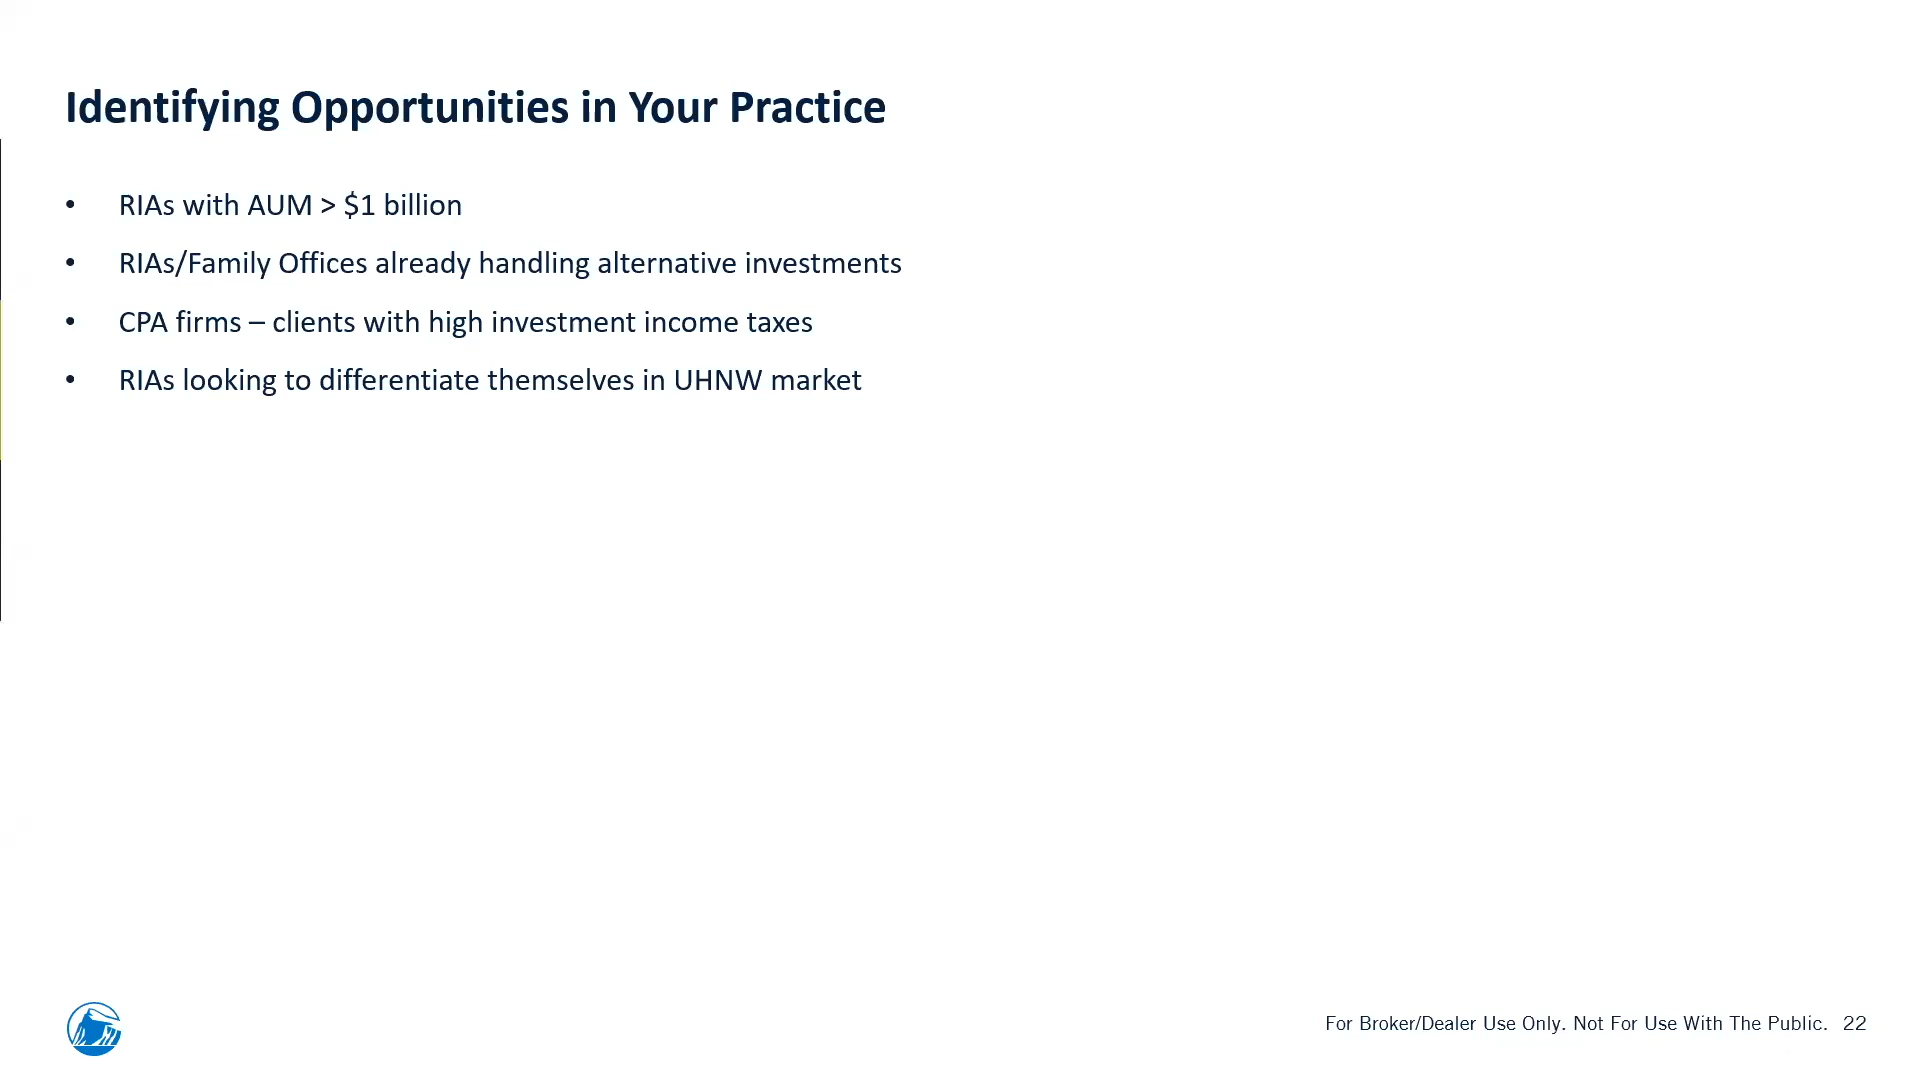 Identifying Opportunities in Your Practice
• RIAs with AUM > $1 billion
• RIAs/Family Offices already handling alternative investments
• CPA firms – clients with high investment income taxes
• RIAs looking to differentiate themselves in UHNW market
For Broker/Dealer Use Only. Not For Use With The Public. 22